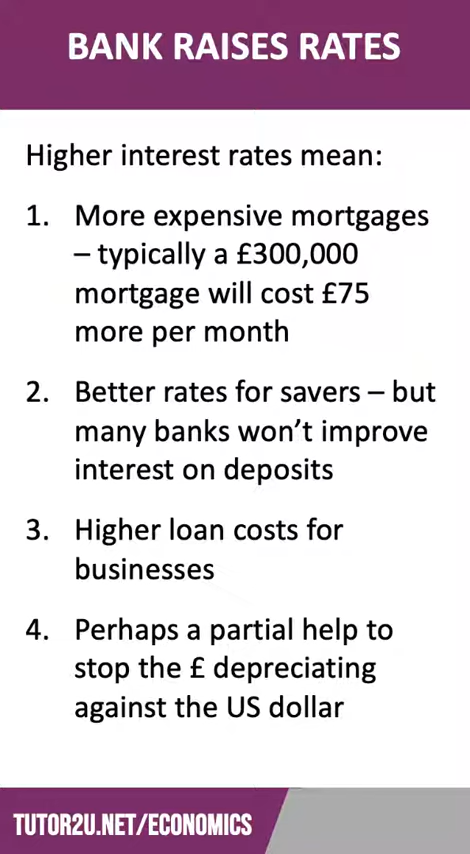 BANK RAISES RATES
Higher interest rates mean:
1. More expensive mortgages
– typically a £300,000
mortgage will cost £75
more per month
2. Better rates for savers – but
many banks won’t improve
interest on deposits
3. Higher loan costs for
businesses
4. Perhaps a partial help to
stop the £ depreciating
against the US dollar
TUTOR2U.NET/ECONOMICS